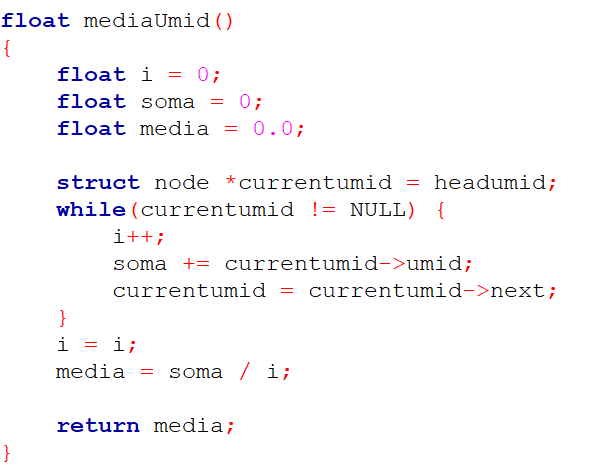 float mediaUmid()
{
    float i = 0;
    float soma = 0;
    float media = 0.0;

    struct node *currentumid = headumid;
    while(currentumid != NULL) {
        i++;
        soma += currentumid->umid;
        currentumid = currentumid->next;
    }
    i = i;
    media = soma / i;

    return media;
}